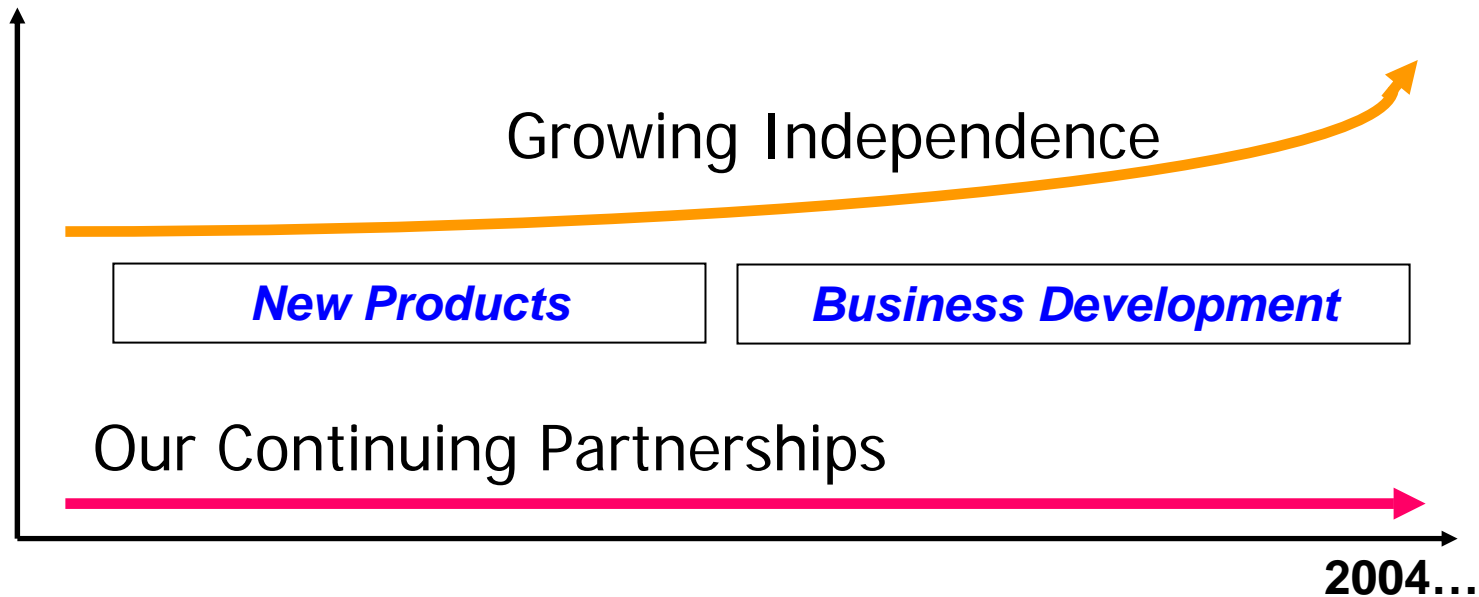 Growing Independence
New Products
Business Development
Our Continuing Partnerships
2004…